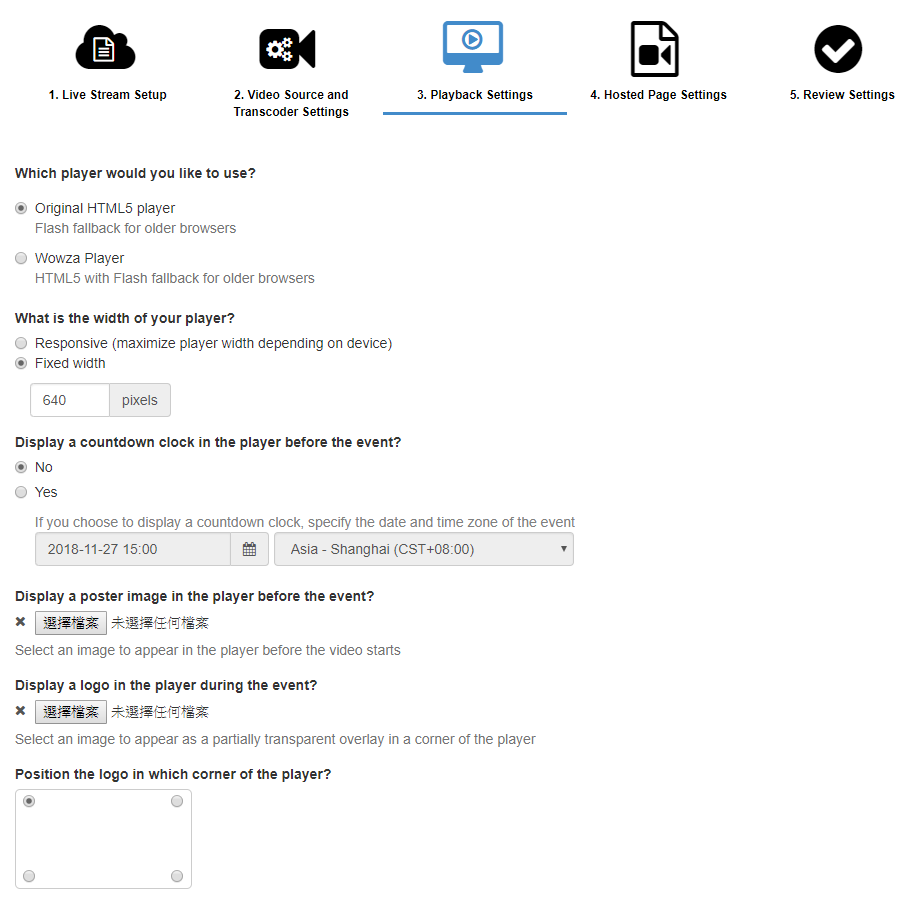 1. Live Stream Setup
2. Video Source and
Transcoder Settings
3. Playback Settings
4. Hosted Page Settings
5. Review Settings
Which player would you like to use?
Original HTML5 player
Flash fallback for older browsers
Wowza Player
HTML5 with Flash fallback for older browsers
What is the width of your player?
Responsive (maximize player width depending on device)
Fixed width
640 pixels
Display a countdown clock in the player before the event?
No
Yes
If you choose to display a countdown clock, specify the date and time zone of the event
2018-11-27 15:00 Asia - Shanghai (CST+08:00)
Display a poster image in the player before the event?
選擇檔案 未選擇任何檔案
Select an image to appear in the player before the video starts
Display a logo in the player during the event?
選擇檔案 未選擇任何檔案
Select an image to appear as a partially transparent overlay in a corner of the player
Position the logo in which corner of the player?